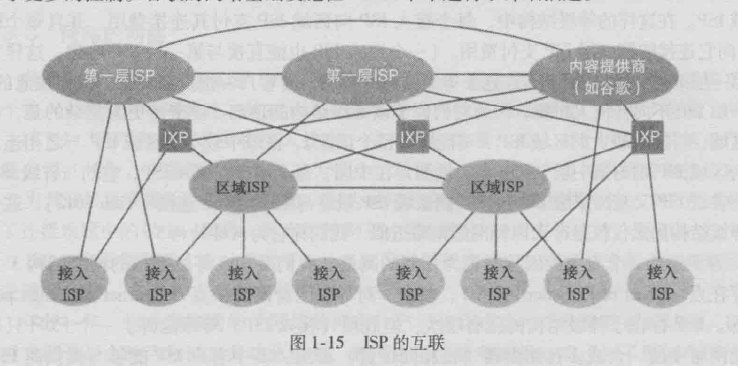 第一层ISP
第一层ISP
内容提供商
（如谷歌）
IXP
IXP
IXP
区域ISP
区域ISP
接入
ISP
接入
ISP
接入
ISP
接入
ISP
接入
ISP
接入
ISP
接入
ISP
接入
ISP
图 1-15 ISP 的互联